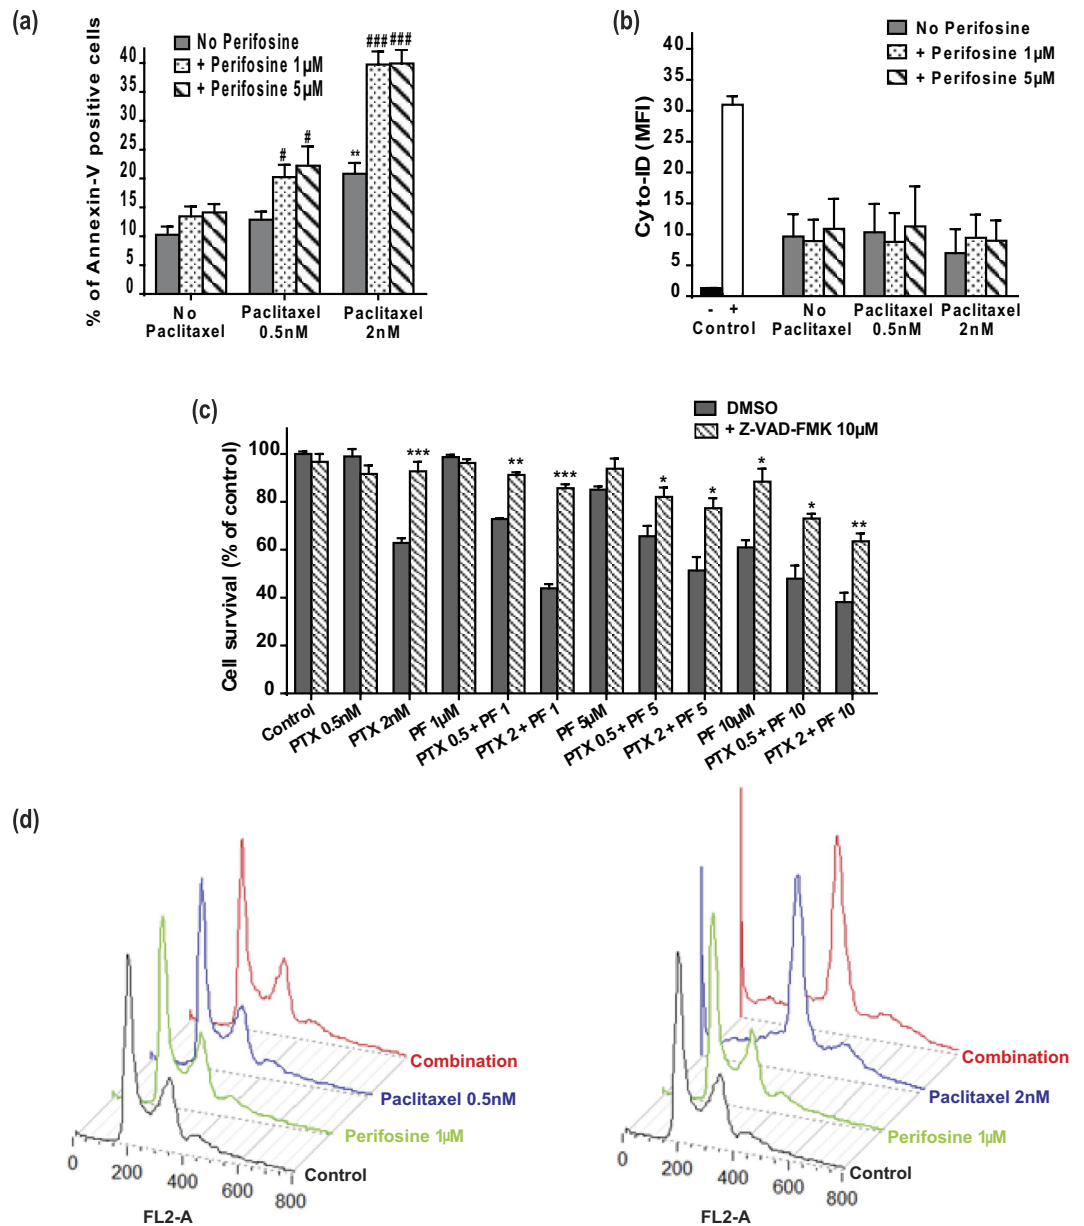 (a)
% of Annexin-V positive cells
No Perifosine
+ Perifosine 1µM
+ Perifosine 5µM
40
35
30
25
20
15
10
5
0
#
#
**
### ###
No Paclitaxel
Paclitaxel 0.5nM
Paclitaxel 2nM
(b)
Cyto-ID (MFI)
No Perifosine
+ Perifosine 1µM
+ Perifosine 5µM
40
35
30
25
20
15
10
5
0
- +
Control
No Paclitaxel
Paclitaxel 0.5nM
Paclitaxel 2nM
(c)
Cell survival (% of control)
DMSO
+ Z-VAD-FMK 10µM
100
80
60
40
20
0
***
**
***
*
*
*
*
**
Control
PTX 0.5nM
PTX 2nM
PF 1µM
PTX 0.5 + PF 1
PTX 2 + PF 1
PF 5µM
PTX 0.5 + PF 5
PTX 2 + PF 5
PF 10µM
PTX 0.5 + PF 10
PTX 2 + PF 10
(d)
Combination
Paclitaxel 0.5nM
Perifosine 1µM
Control
0 200 400 600 800
FL2-A
Combination
Paclitaxel 2nM
Perifosine 1µM
Control
0 200 400 600 800
FL2-A